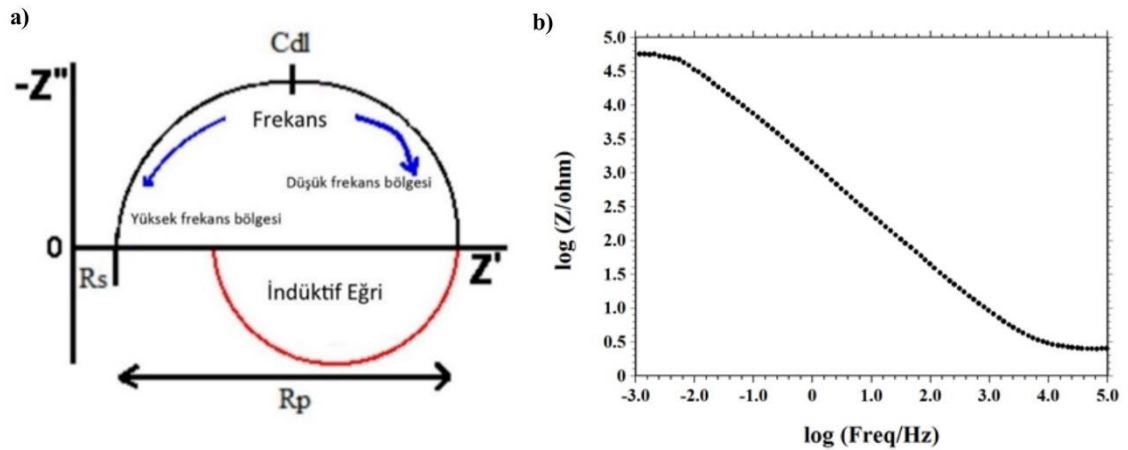 a)
Cdl
-Z"
Frekans
Düşük frekans bölgesi
Yüksek frekans bölgesi
0
Rs
Z'
İndüktif Eğri
Rp
b)
5.0
4.5
4.0
3.5
3.0
2.5
2.0
1.5
1.0
0.5
0
log (Z/ohm)
-3.0 -2.0 -1.0 0 1.0 2.0 3.0 4.0 5.0
log (Freq/Hz)